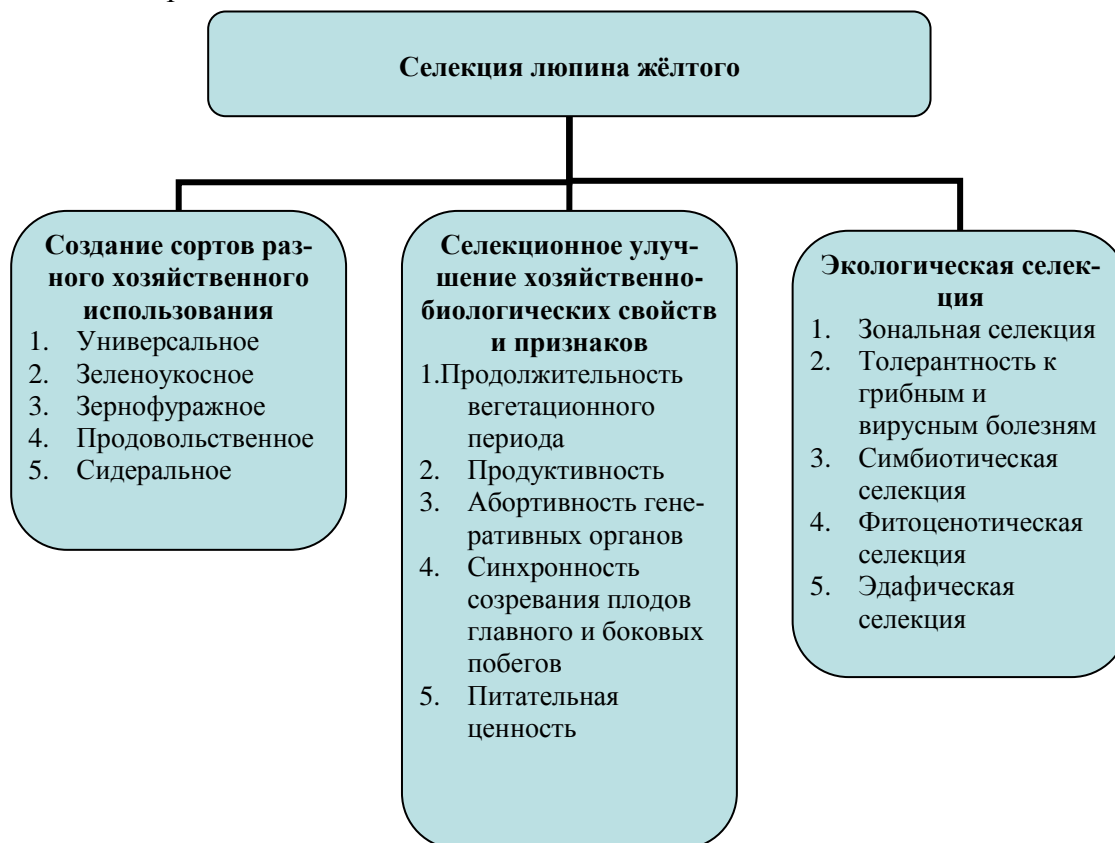 Селекция люпина жёлтого
Создание сортов раз-
ного хозяйственного
использования
1. Универсальное
2. Зеленоукосное
3. Зернофуражное
4. Продовольственное
5. Сидеральное
Селекционное улуч-
шение хозяйственно-
биологических свойств
и признаков
1.Продолжительность
вегетационного
периода
2. Продуктивность
3. Абортивность гене-
ративных органов
4. Синхронность
созревания плодов
главного и боковых
побегов
5. Питательная
ценность
Экологическая селек-
ция
1. Зональная селекция
2. Толерантность к
грибным и
вирусным болезням
3. Симбиотическая
селекция
4. Фитоценотическая
селекция
5. Эдафическая
селекция